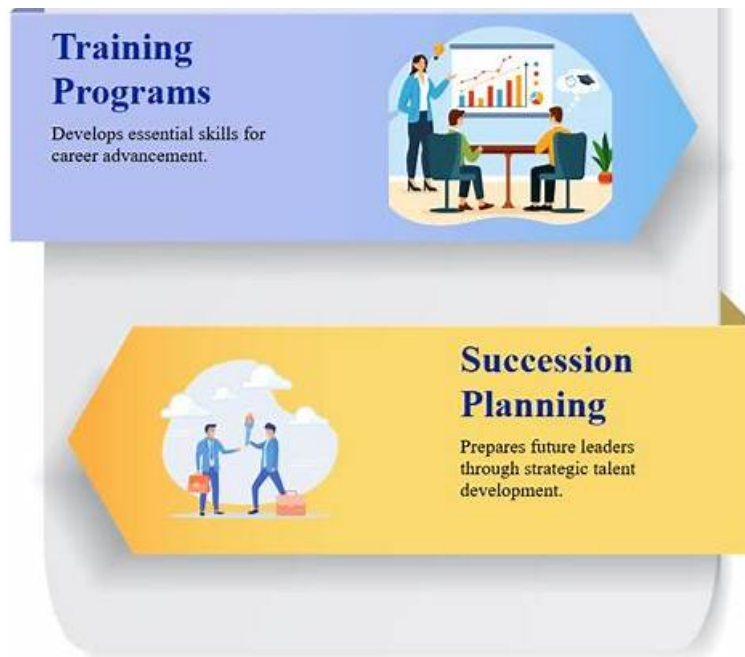 Training
Programs
Develops essential skills for
career advancement.
Succession
Planning
Prepares future leaders
through strategic talent
development.